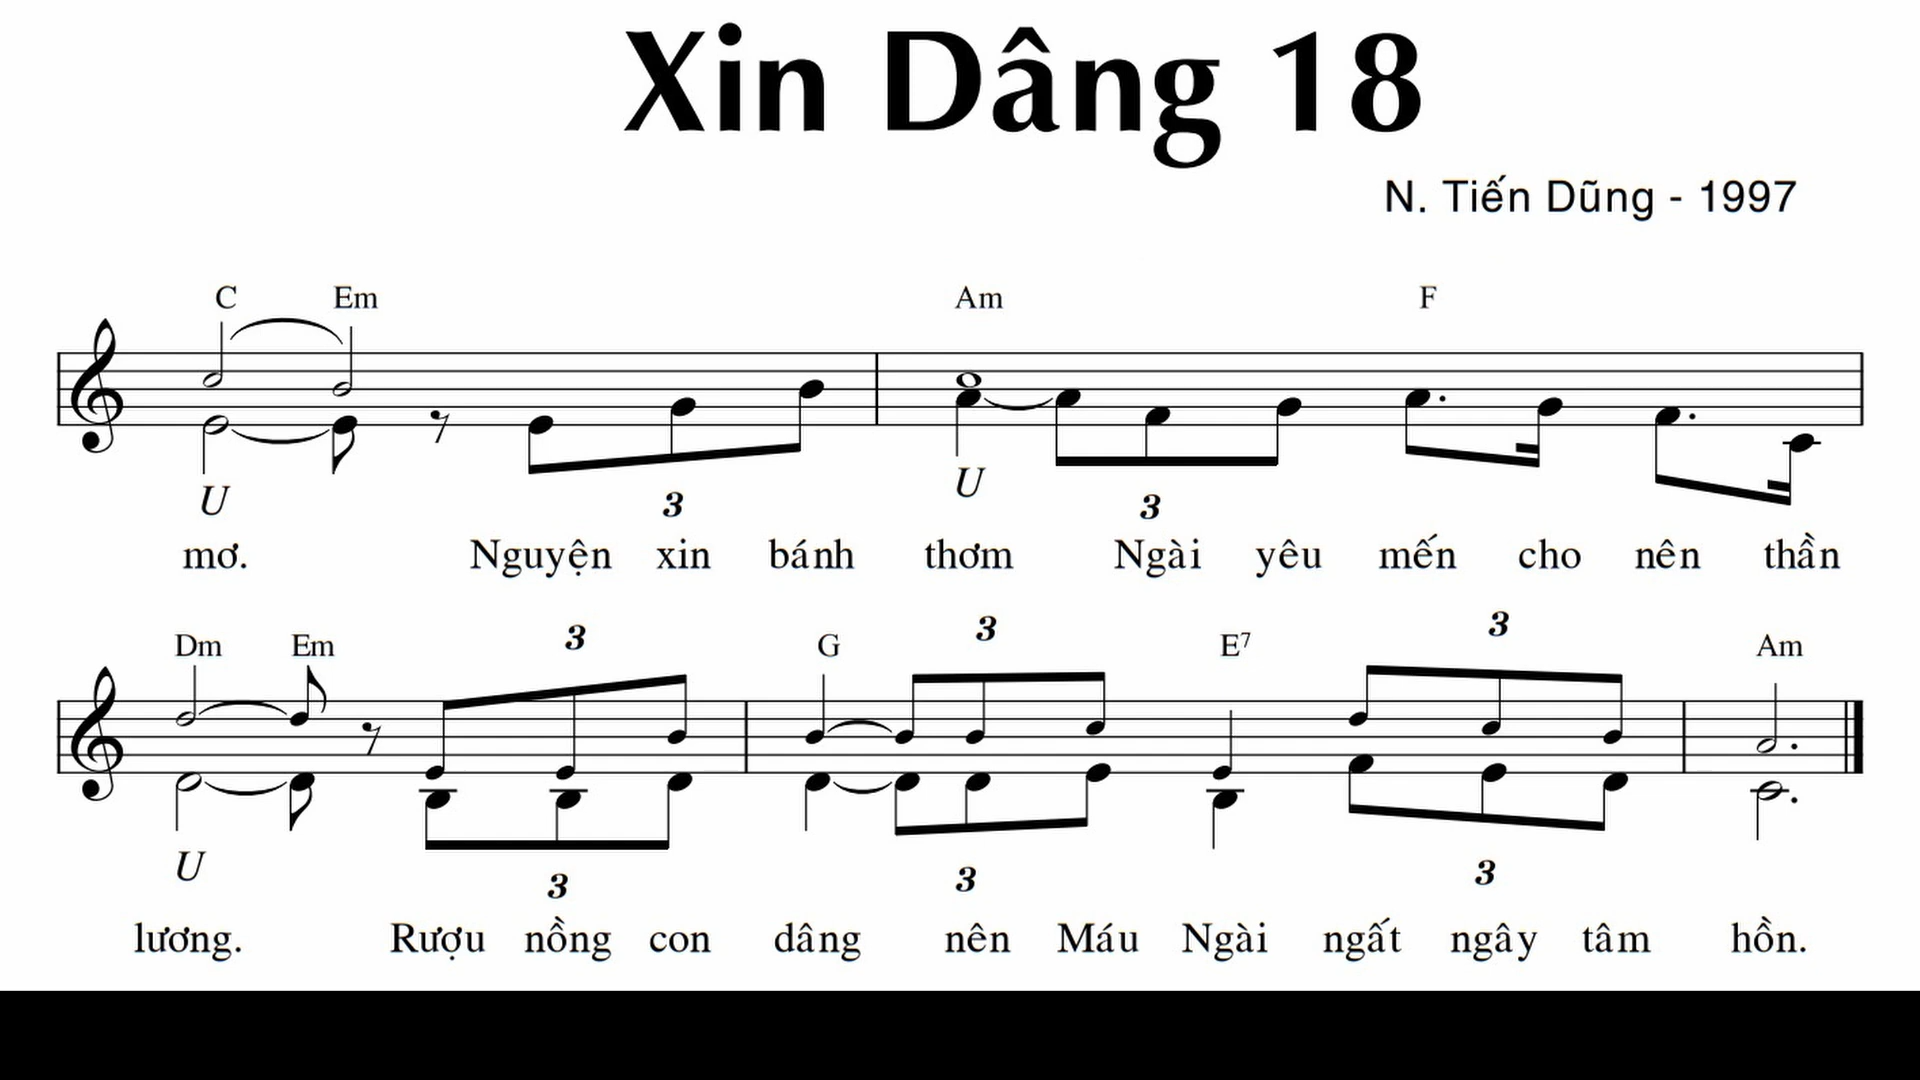 Xin Dâng 18
N. Tiến Dũng - 1997
C Em Am F
U U
3 3
mơ. Nguyện xin bánh thơm Ngài yêu mến cho nên thần
3 3 3
Dm Em G E7 Am
U
3 3 3
lương. Rượu nồng con dâng nên Máu Ngài ngất ngây tâm hồn.